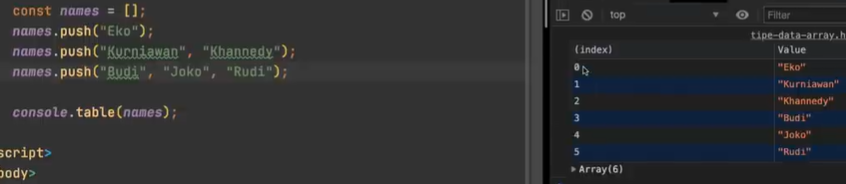 const names = [];
names.push("Eko");
names.push("Kurniawan", "Khannedy");
names.push("Budi", "Joko", "Rudi");
console.table(names);
script>
body>
top
Filter
tipe-data-array.h
(index) Value
0 "Eko"
1 "Kurniawan"
2 "Khannedy"
3 "Budi"
4 "Joko"
5 "Rudi"
Array(6)